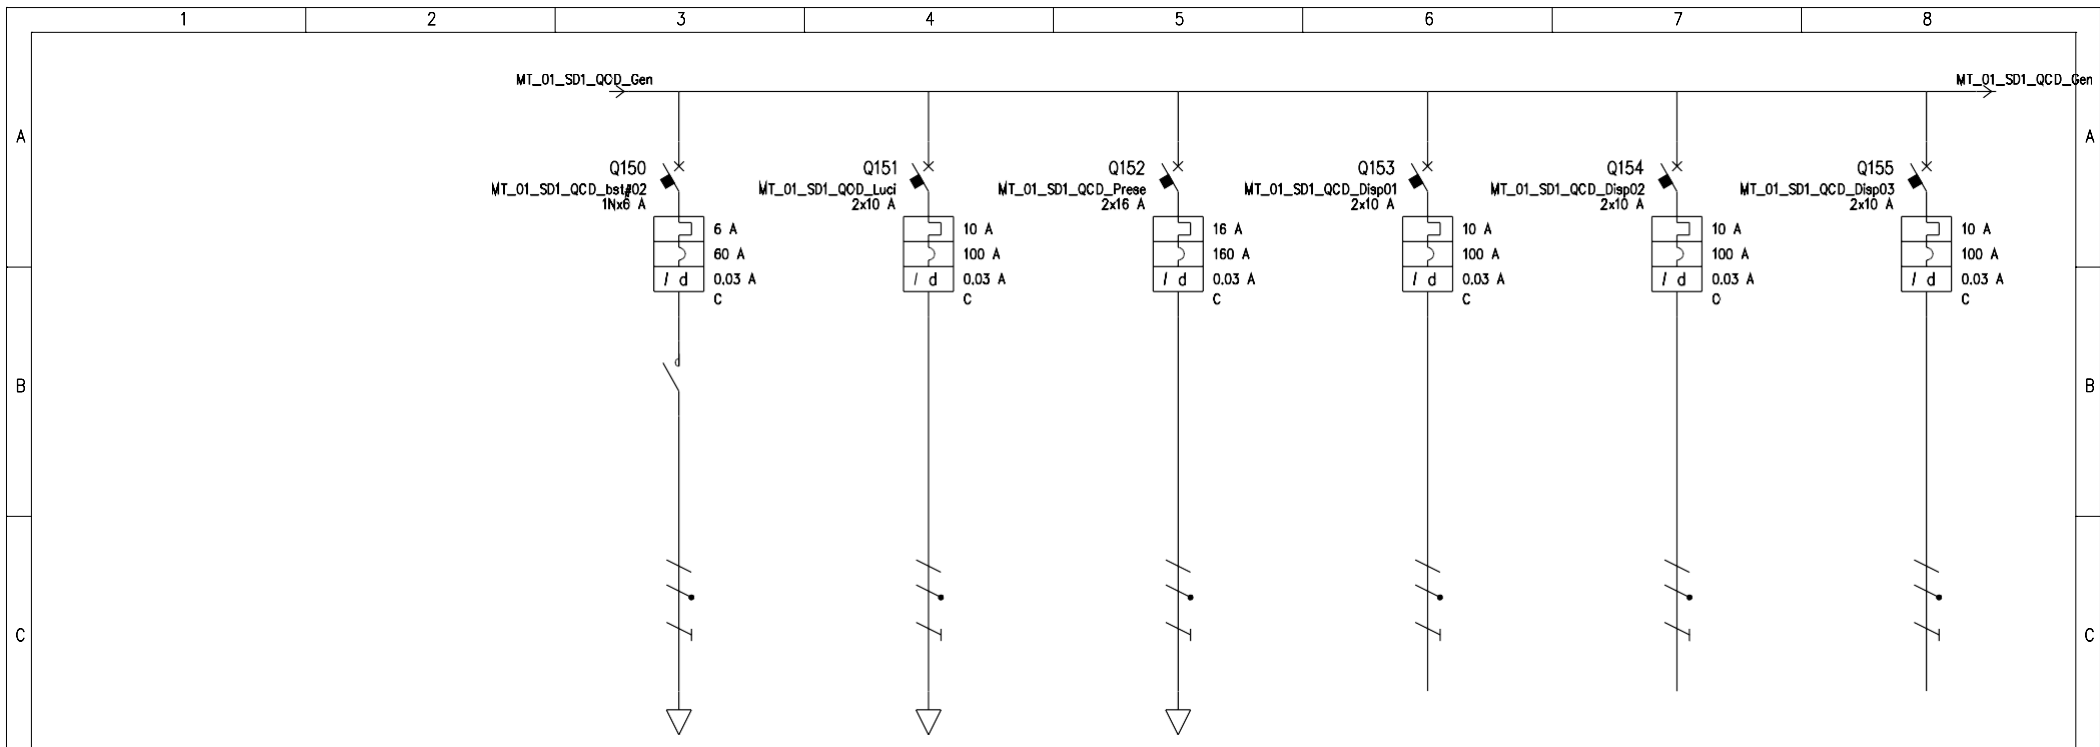 1 2 3 4 5 6 7 8
MT_01_SD1_QCD_Gen MT_01_SD1_QCD_Gen
A A
Q150 Q151 Q152 Q153 Q154 Q155
MT_01_SD1_QCD_bst#02 MT_01_SD1_QCD_Luci MT_01_SD1_QCD_Prese MT_01_SD1_QCD_Disp01 MT_01_SD1_QCD_Disp02 MT_01_SD1_QCD_Disp03
1Nx6 A 2x10 A 2x16 A 2x10 A 2x10 A 2x10 A
6 A 10 A 16 A 10 A 10 A 10 A
60 A 100 A 160 A 100 A 100 A 100 A
I d 0.03 A I d 0.03 A I d 0.03 A I d 0.03 A I d 0.03 A I d 0.03 A
C C C C C C
B B
C C